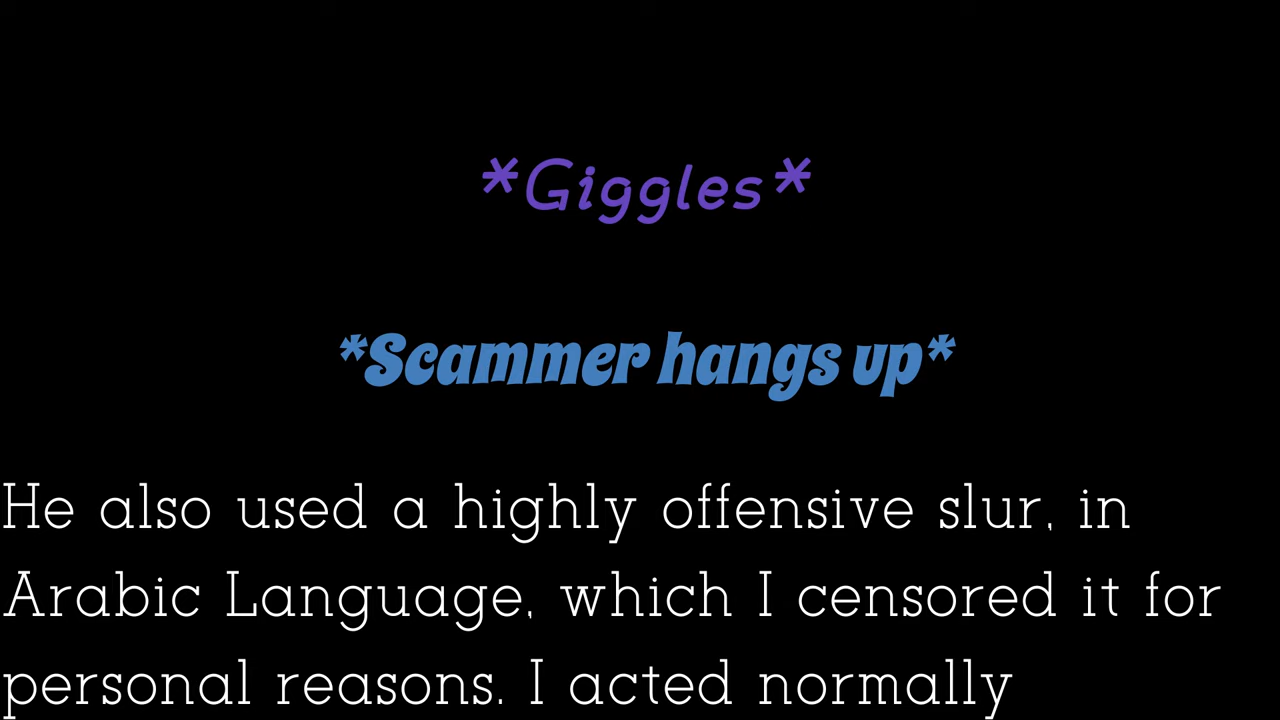 *Giggles*
*Scammer hangs up*
He also used a highly offensive slur, in
Arabic Language, which I censored it for
personal reasons. I acted normally